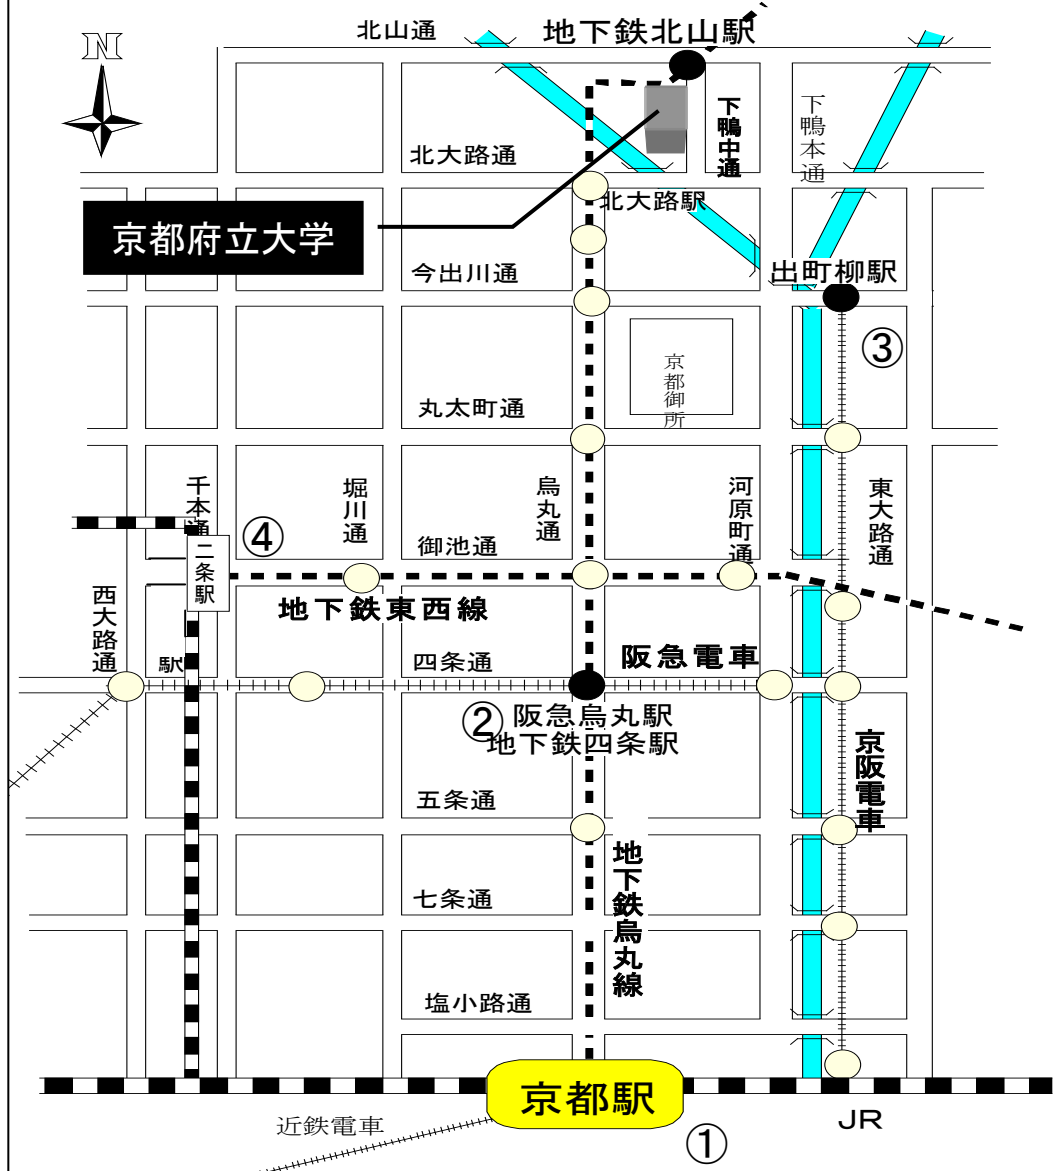 北山通
地下鉄北山駅
N
下鴨中通
下鴨本通
北大路通
北大路駅
京都府立大学
今出川通
出町柳駅
③
京都御所
丸太町通
千本通
堀川通
烏丸通
河原町通
東大路通
④
御池通
二条駅
西大路通
地下鉄東西線
駅
四条通
阪急電車
②
阪急烏丸駅
地下鉄四条駅
京阪電車
五条通
地下鉄烏丸線
七条通
塩小路通
京都駅
近鉄電車
JR
①